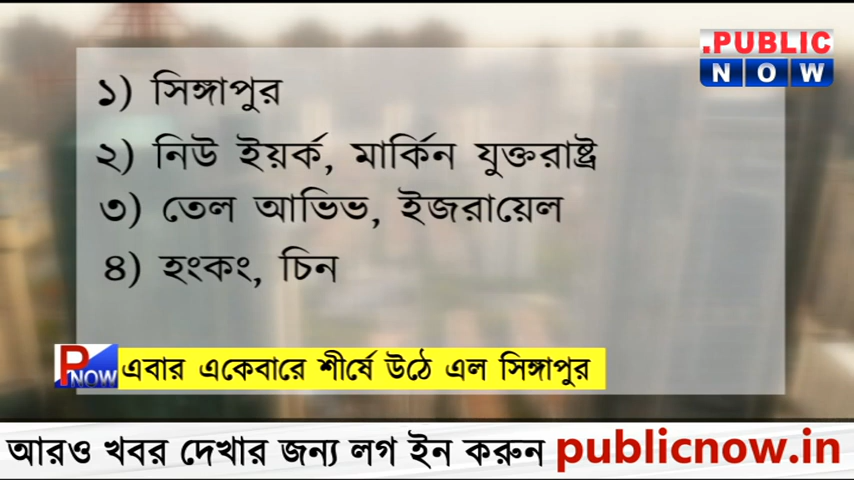 .PUBLIC
NOW
১) সিঙ্গাপুর
২) নিউ ইয়র্ক, মার্কিন যুক্তরাষ্ট্র
৩) তেল আভিভ, ইজরায়েল
৪) হংকং, চিন
P NOW
এবার একেবারে শীর্ষে উঠে এল সিঙ্গাপুর
আরও খবর দেখার জন্য লগ ইন করুন publicnow.in